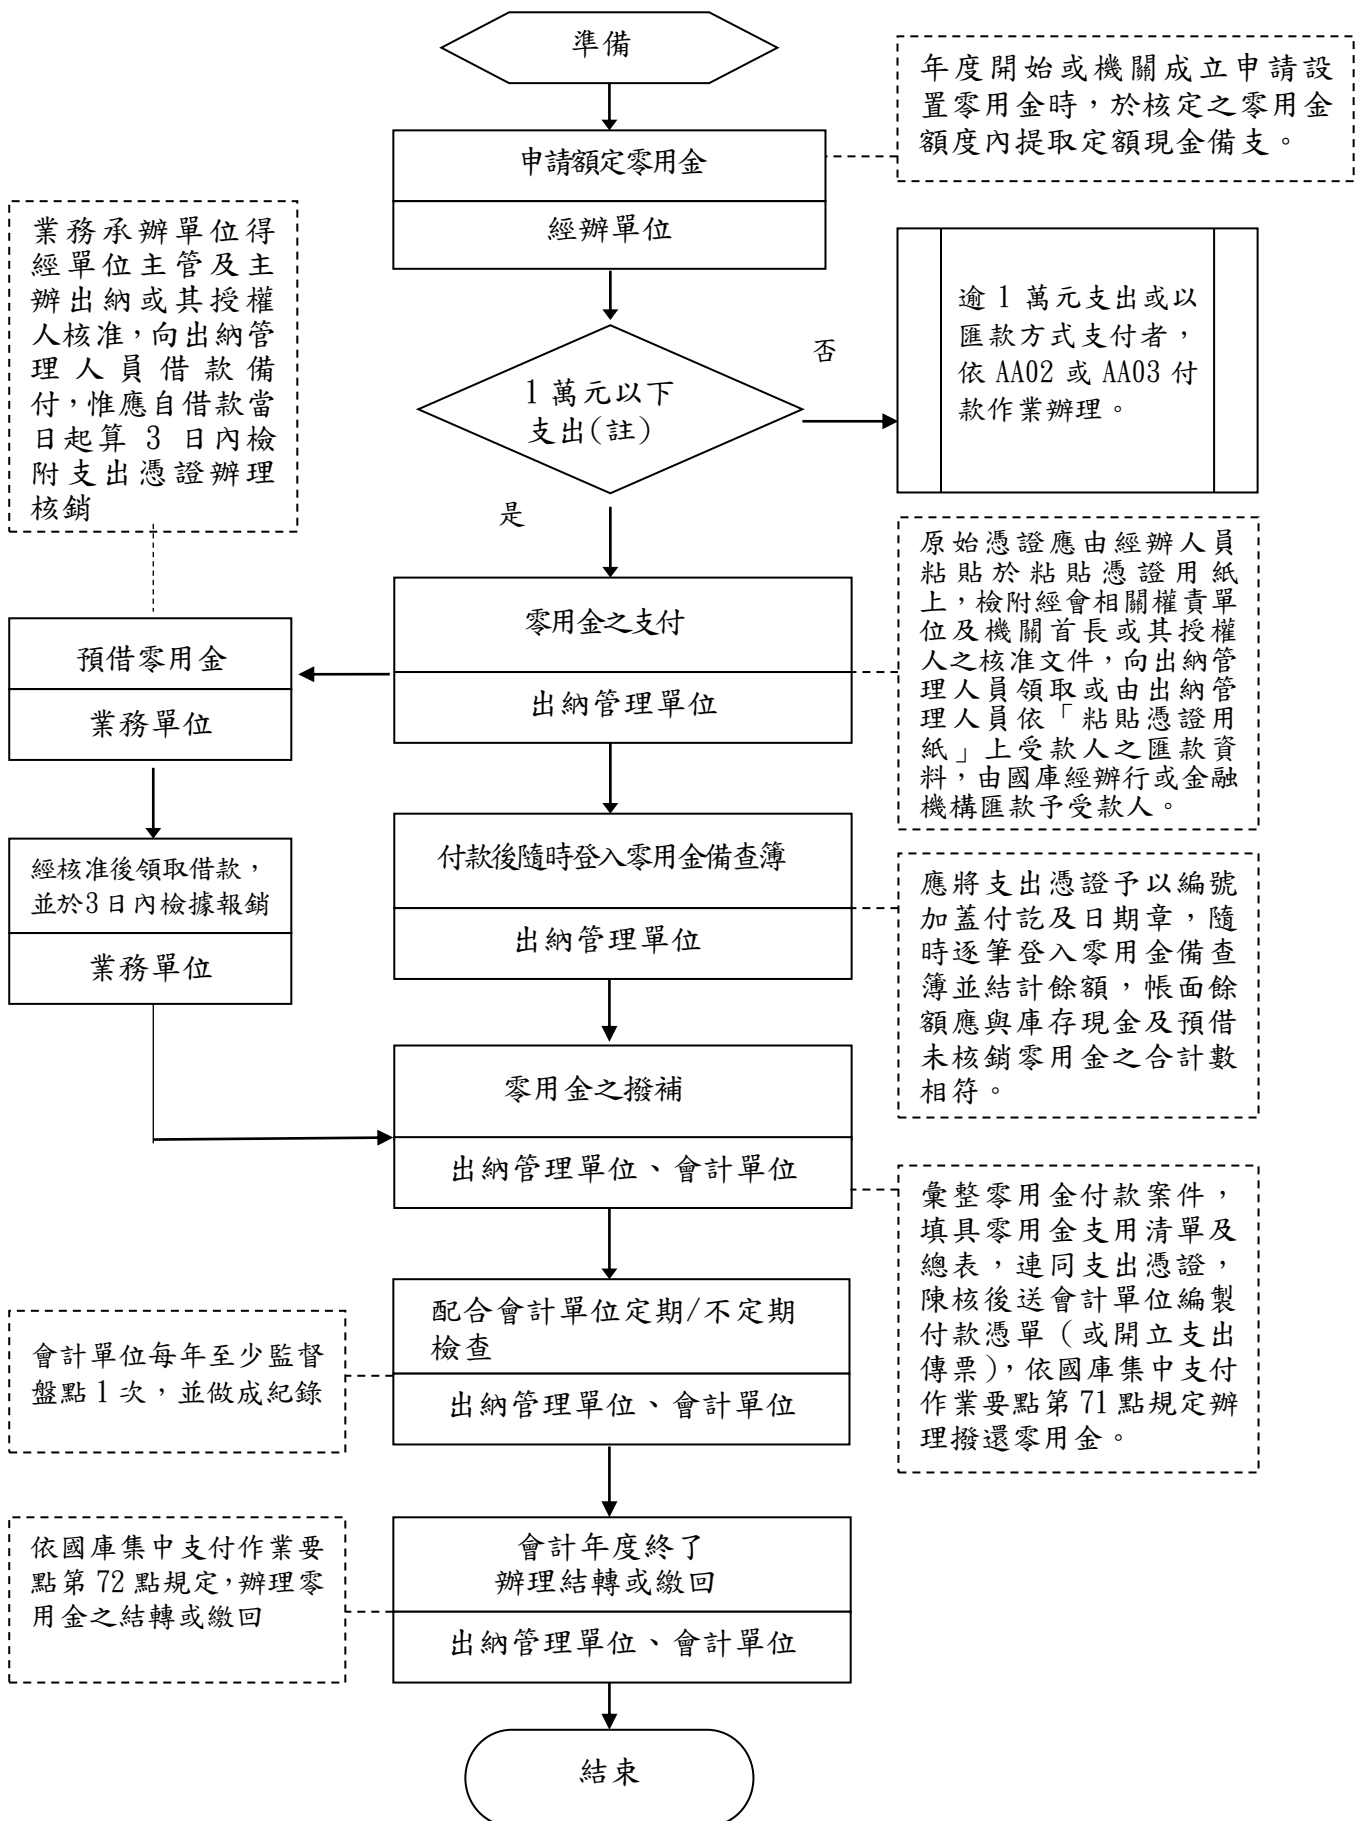 準備
年度開始或機關成立申請設
置零用金時，於核定之零用金
額度內提取定額現金備支。
申請額定零用金
經辦單位
業務承辦單位得
經單位主管及主
辦出納或其授權
人核准，向出納管
理人員借款備
付，惟應自借款當
日起算 3 日內檢
附支出憑證辦理
核銷
逾 1 萬元支出或以
匯款方式支付者，
依 AA02 或 AA03 付
款作業辦理。
否
1 萬元以下
支出(註)
是
原始憑證應由經辦人員
粘貼於粘貼憑證用紙
上，檢附經會相關權責單
位及機關首長或其授權
人之核准文件，向出納管
理人員領取或由出納管
理人員依「粘貼憑證用
紙」上受款人之匯款資
料，由國庫經辦行或金融
機構匯款予受款人。
零用金之支付
出納管理單位
預借零用金
業務單位
經核准後領取借款，
並於3日內檢據報銷
業務單位
付款後隨時登入零用金備查簿
出納管理單位
應將支出憑證予以編號
加蓋付訖及日期章，隨
時逐筆登入零用金備查
簿並結計餘額，帳面餘
額應與庫存現金及預借
未核銷零用金之合計數
相符。
零用金之撥補
出納管理單位、會計單位
彙整零用金付款案件，
填具零用金支用清單及
總表，連同支出憑證，
陳核後送會計單位編製
付款憑單（或開立支出
傳票），依國庫集中支付
作業要點第 71 點規定辦
理撥還零用金。
配合會計單位定期/不定期
檢查
出納管理單位、會計單位
會計單位每年至少監督
盤點 1 次，並做成紀錄
依國庫集中支付作業要
點第 72 點規定，辦理零
用金之結轉或繳回
會計年度終了
辦理結轉或繳回
出納管理單位、會計單位
結束